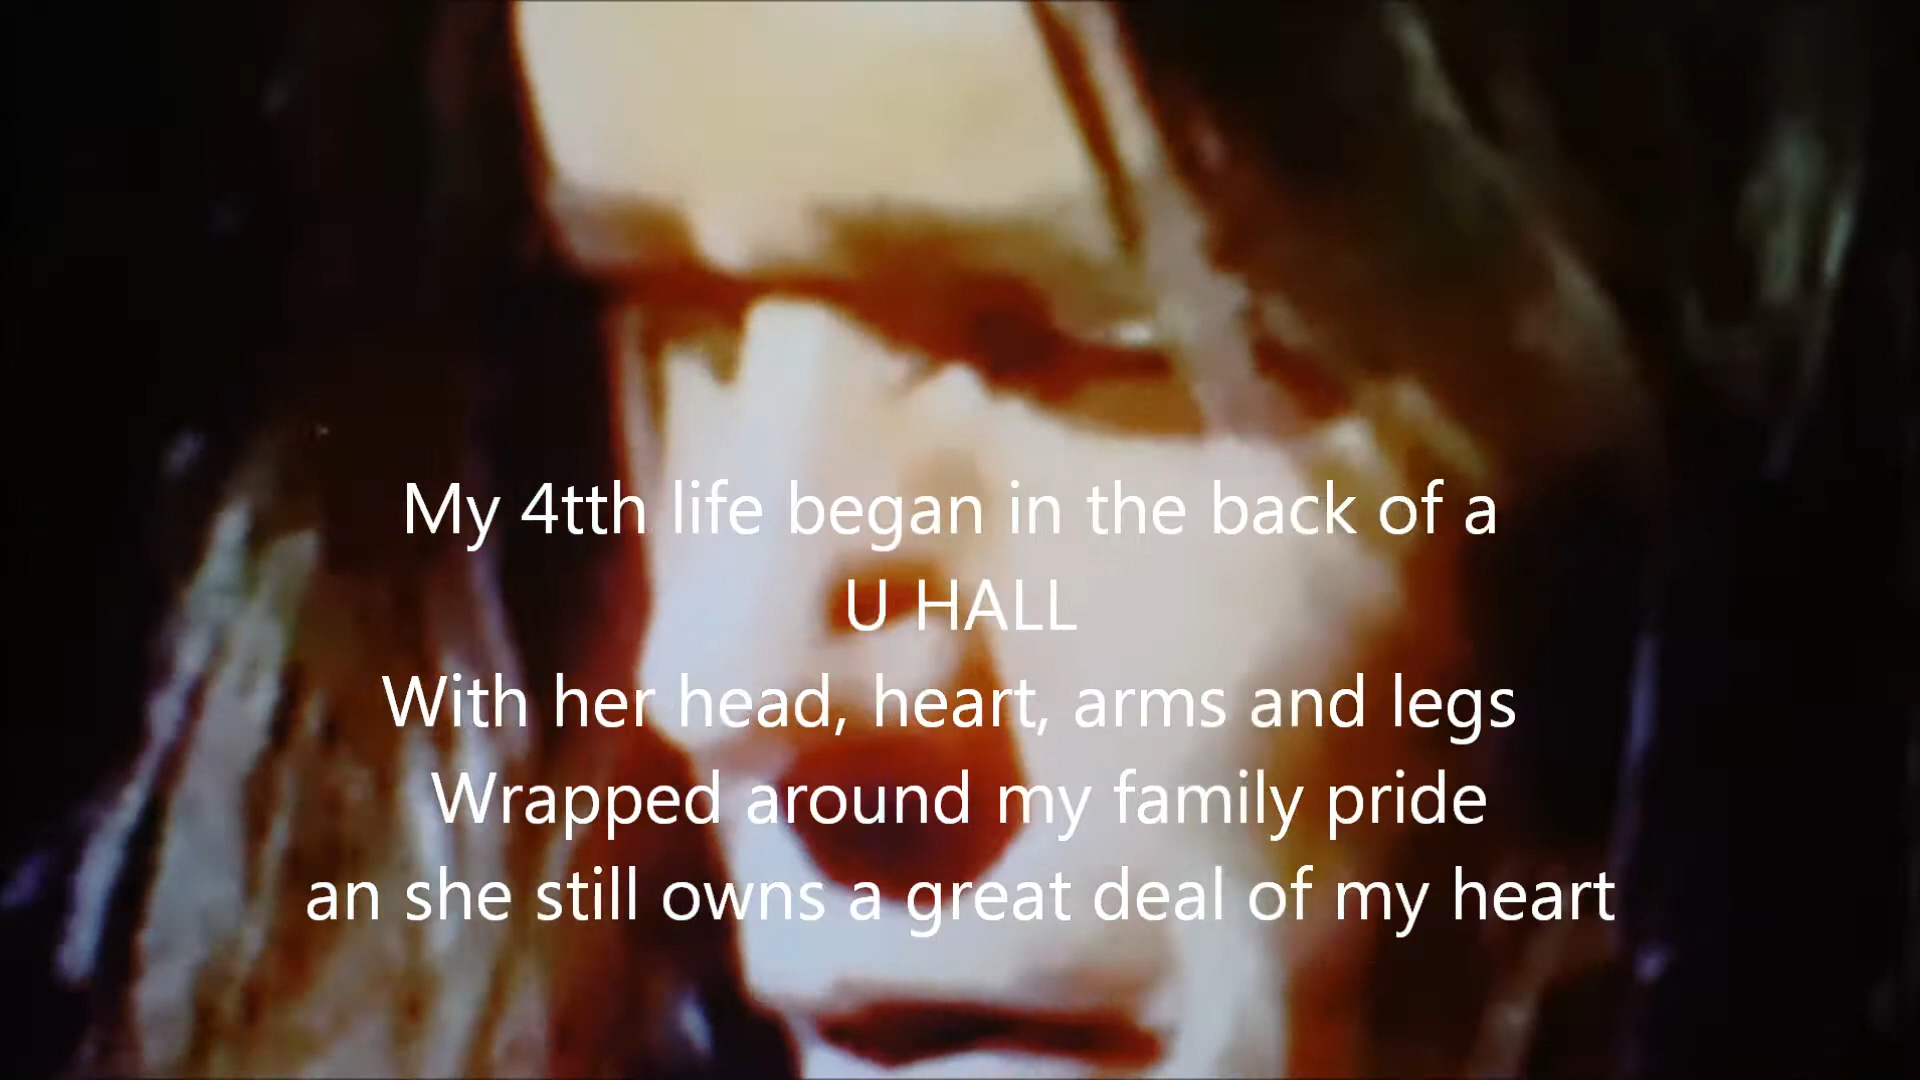 My 4tth life began in the back of a
U HALL
With her head, heart, arms and legs
Wrapped around my family pride
an she still owns a great deal of my heart